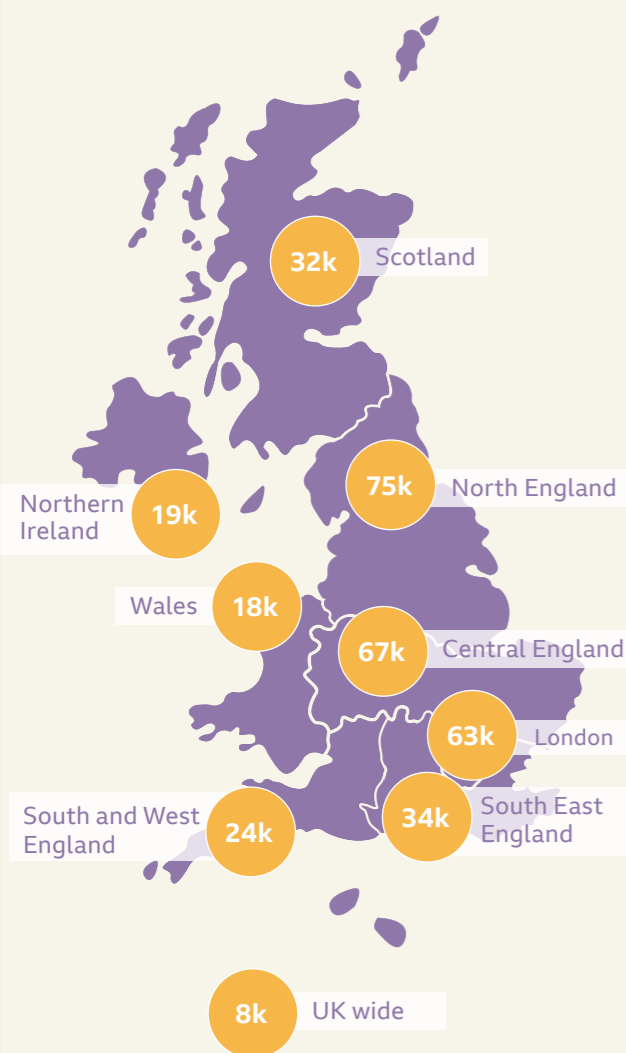 32k
Scotland
75k
North England
Northern
Ireland
19k
Wales
18k
67k
Central England
63k
London
South and West
England
24k
34k
South East
England
8k
UK wide